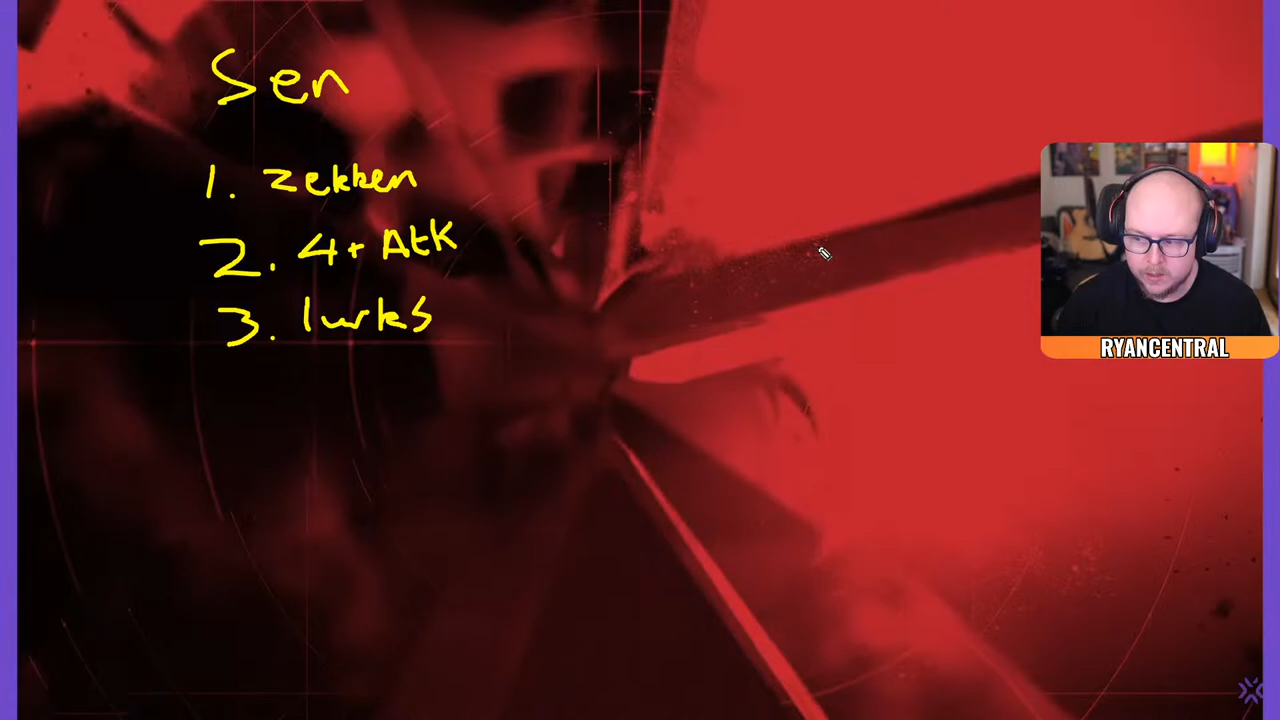 Sen
1. zekken
2. 4+ Atk
3. lurks
RYANCENTRAL